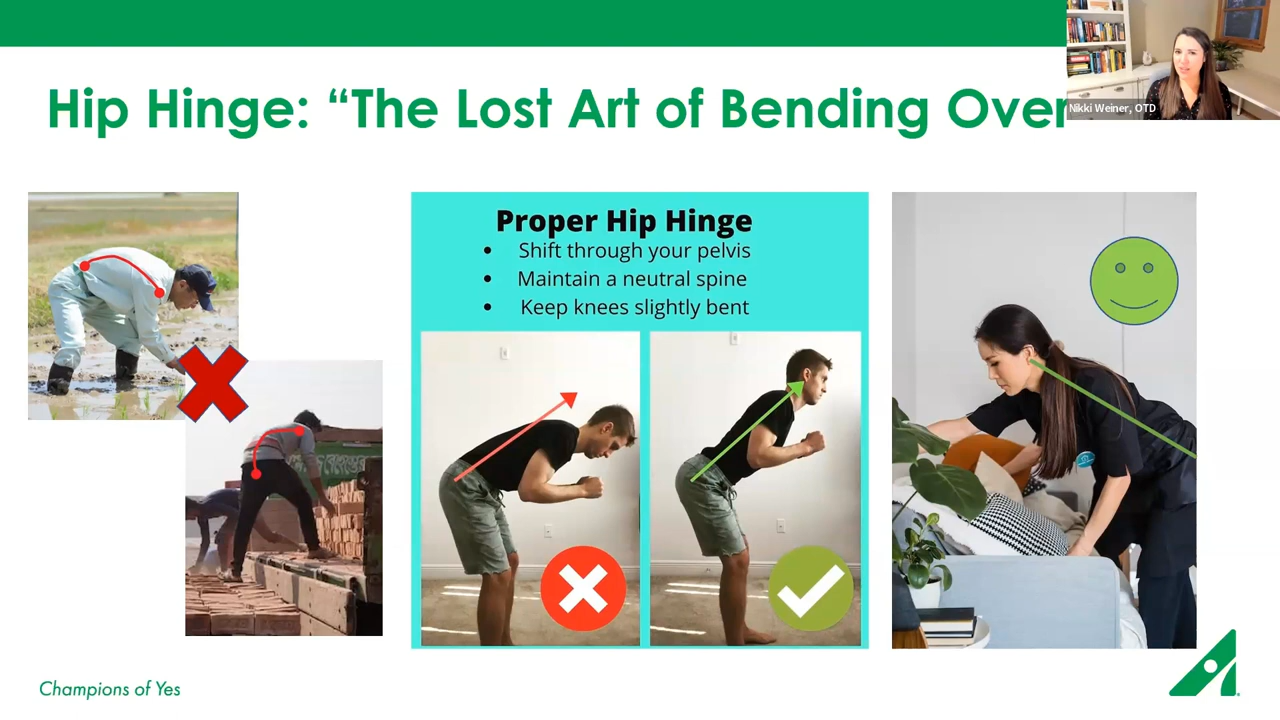 Hip Hinge: “The Lost Art of Bending Over
Nikki Weiner, OTD
Proper Hip Hinge
• Shift through your pelvis
• Maintain a neutral spine
• Keep knees slightly bent
Champions of Yes